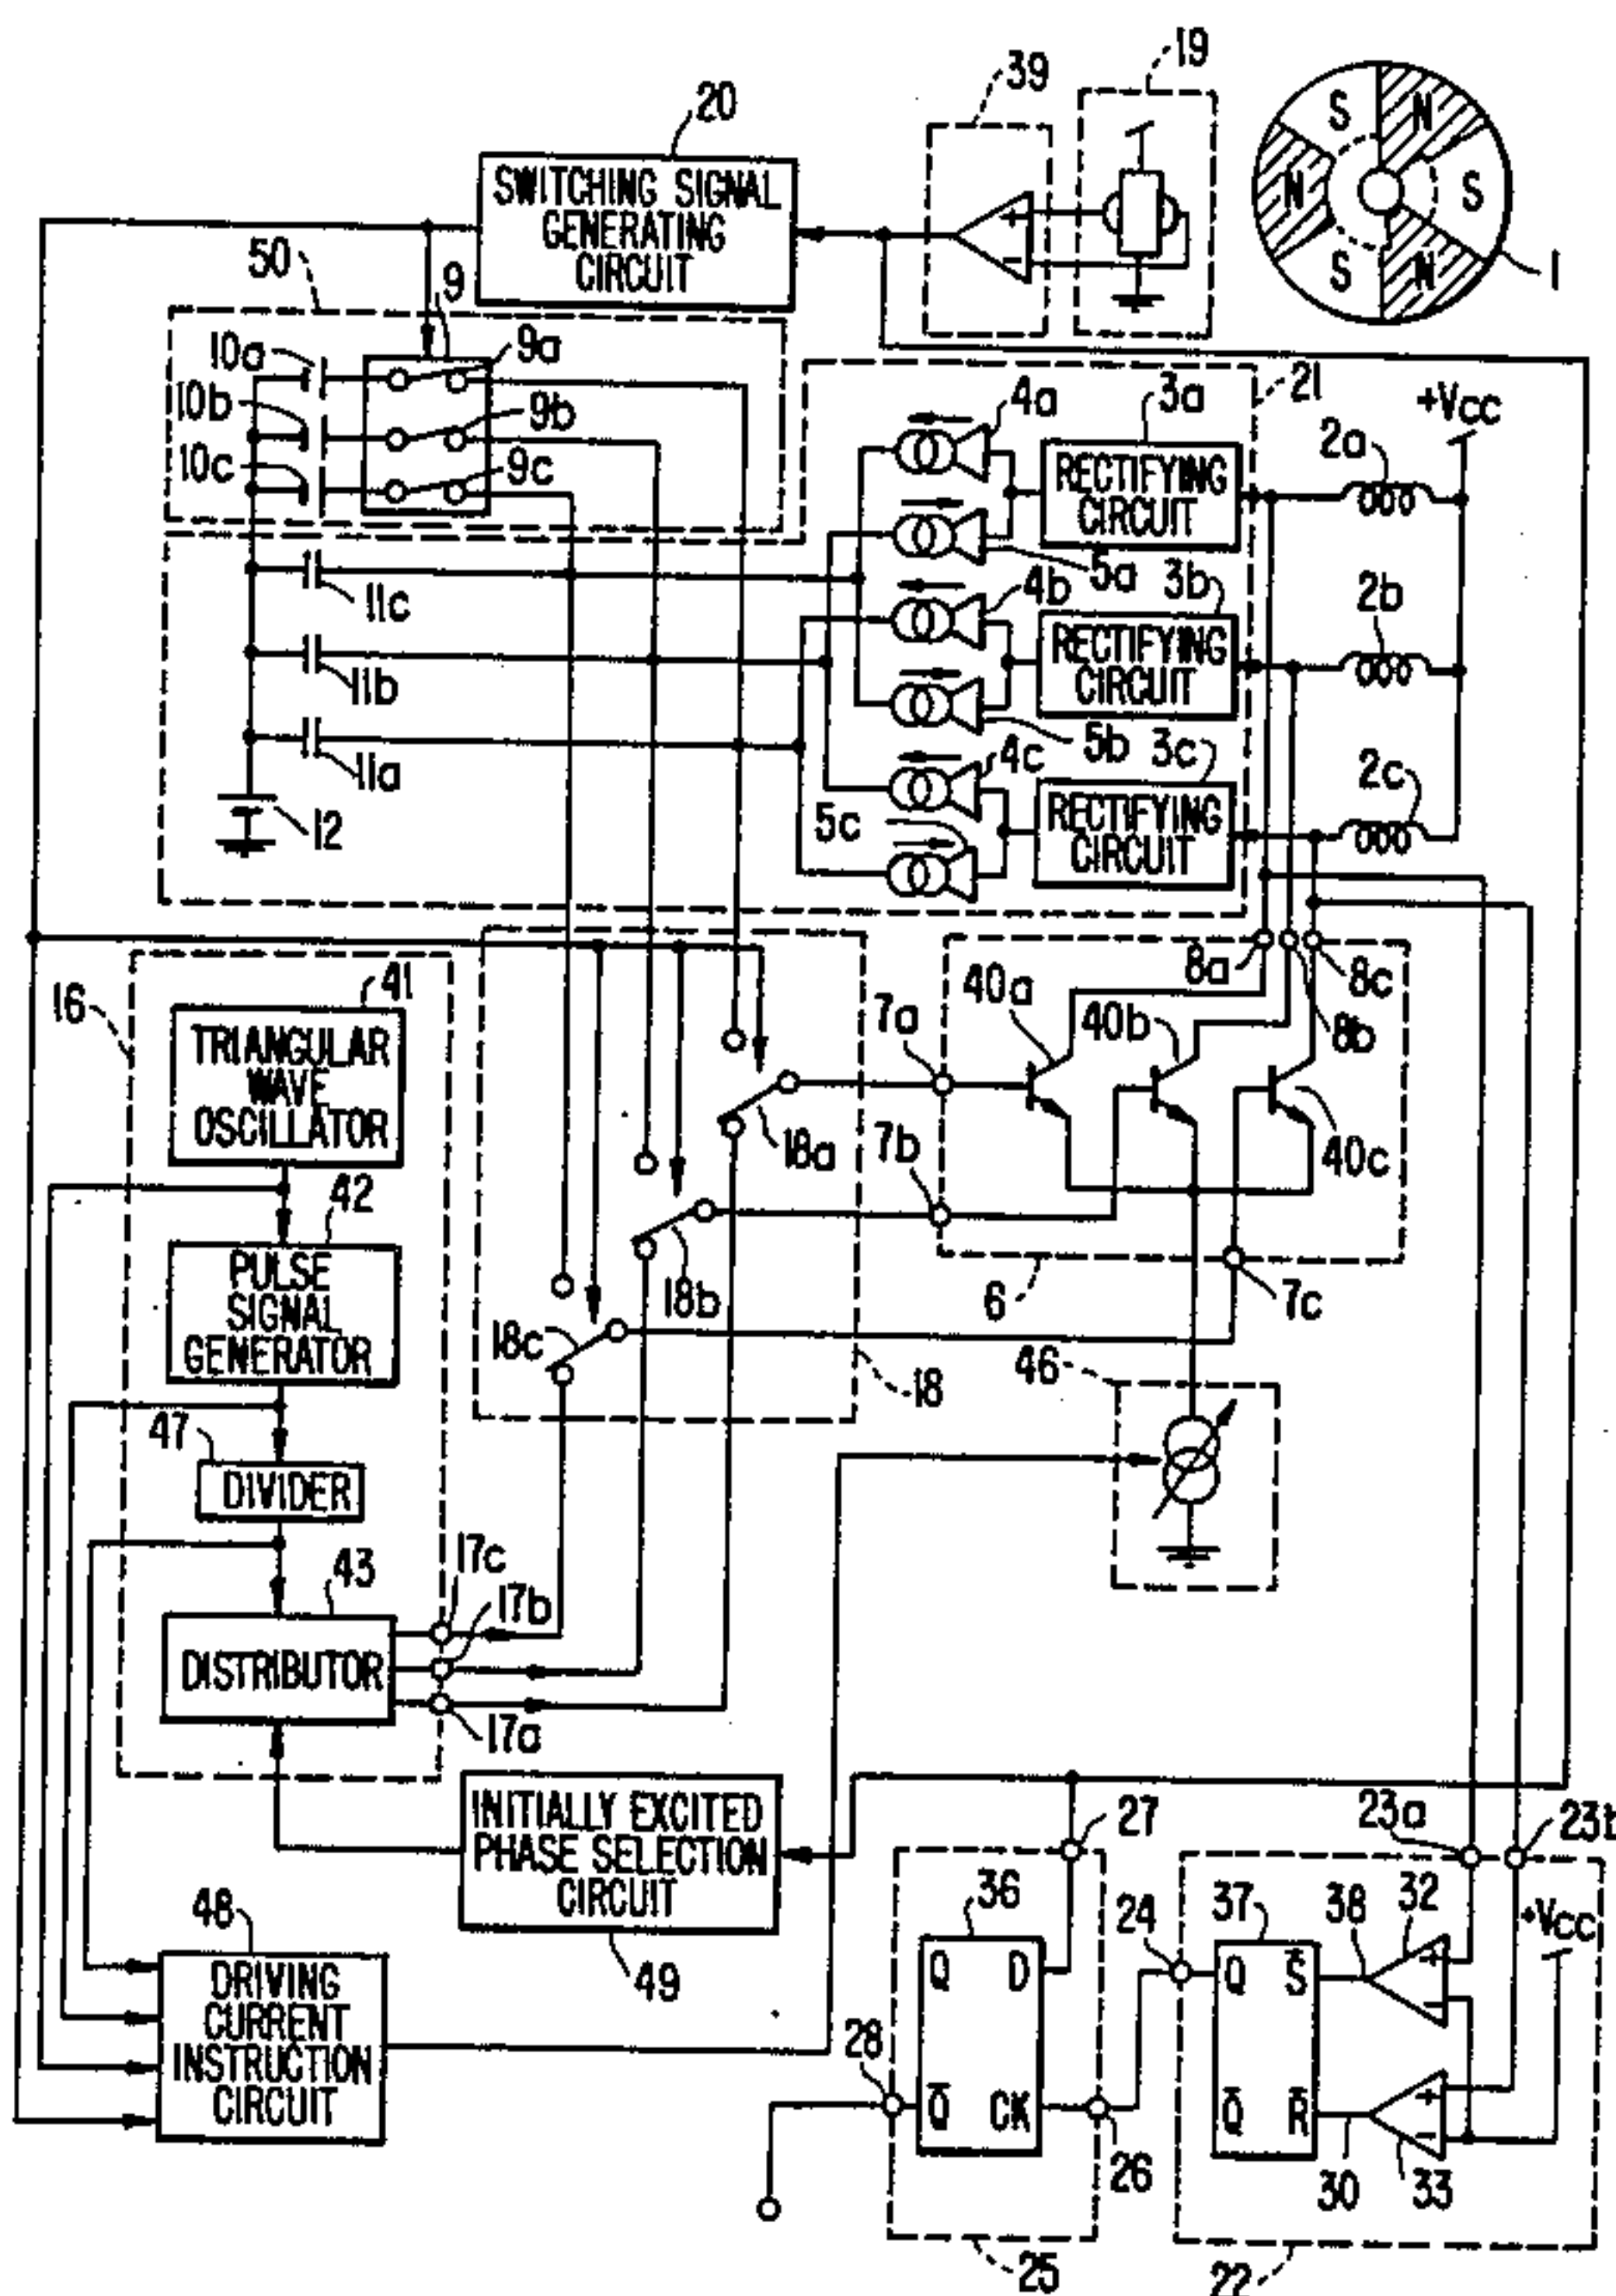 19
39
20
S
N
SWITCHING SIGNAL
GENERATING
CIRCUIT
+
-
N
S
50
9
S
N
1
10a
9a
21
10b
9b
4a
3a
+Vcc
10c
9c
RECTIFYING
CIRCUIT
2a
5a
3b
11c
4b
2b
RECTIFYING
CIRCUIT
11b
5b
3c
4c
2c
11a
5c
RECTIFYING
CIRCUIT
12
16
41
40a
8a
8c
7a
40b
8b
TRIANGULAR
WAVE
OSCILLATOR
18a
7b
40c
42
PULSE
SIGNAL
GENERATOR
18b
6
7c
18c
46
18
47
DIVIDER
43
17c
17b
DISTRIBUTOR
17a
INITIALLY EXCITED
PHASE SELECTION
CIRCUIT
27
23a
23b
48
49
36
24
37
38
32
+Vcc
Q
D
Q
S̄
+
-
DRIVING
CURRENT
INSTRUCTION
CIRCUIT
28
Q̄
CK
Q̄
R̄
+
-
26
30
33
25
22